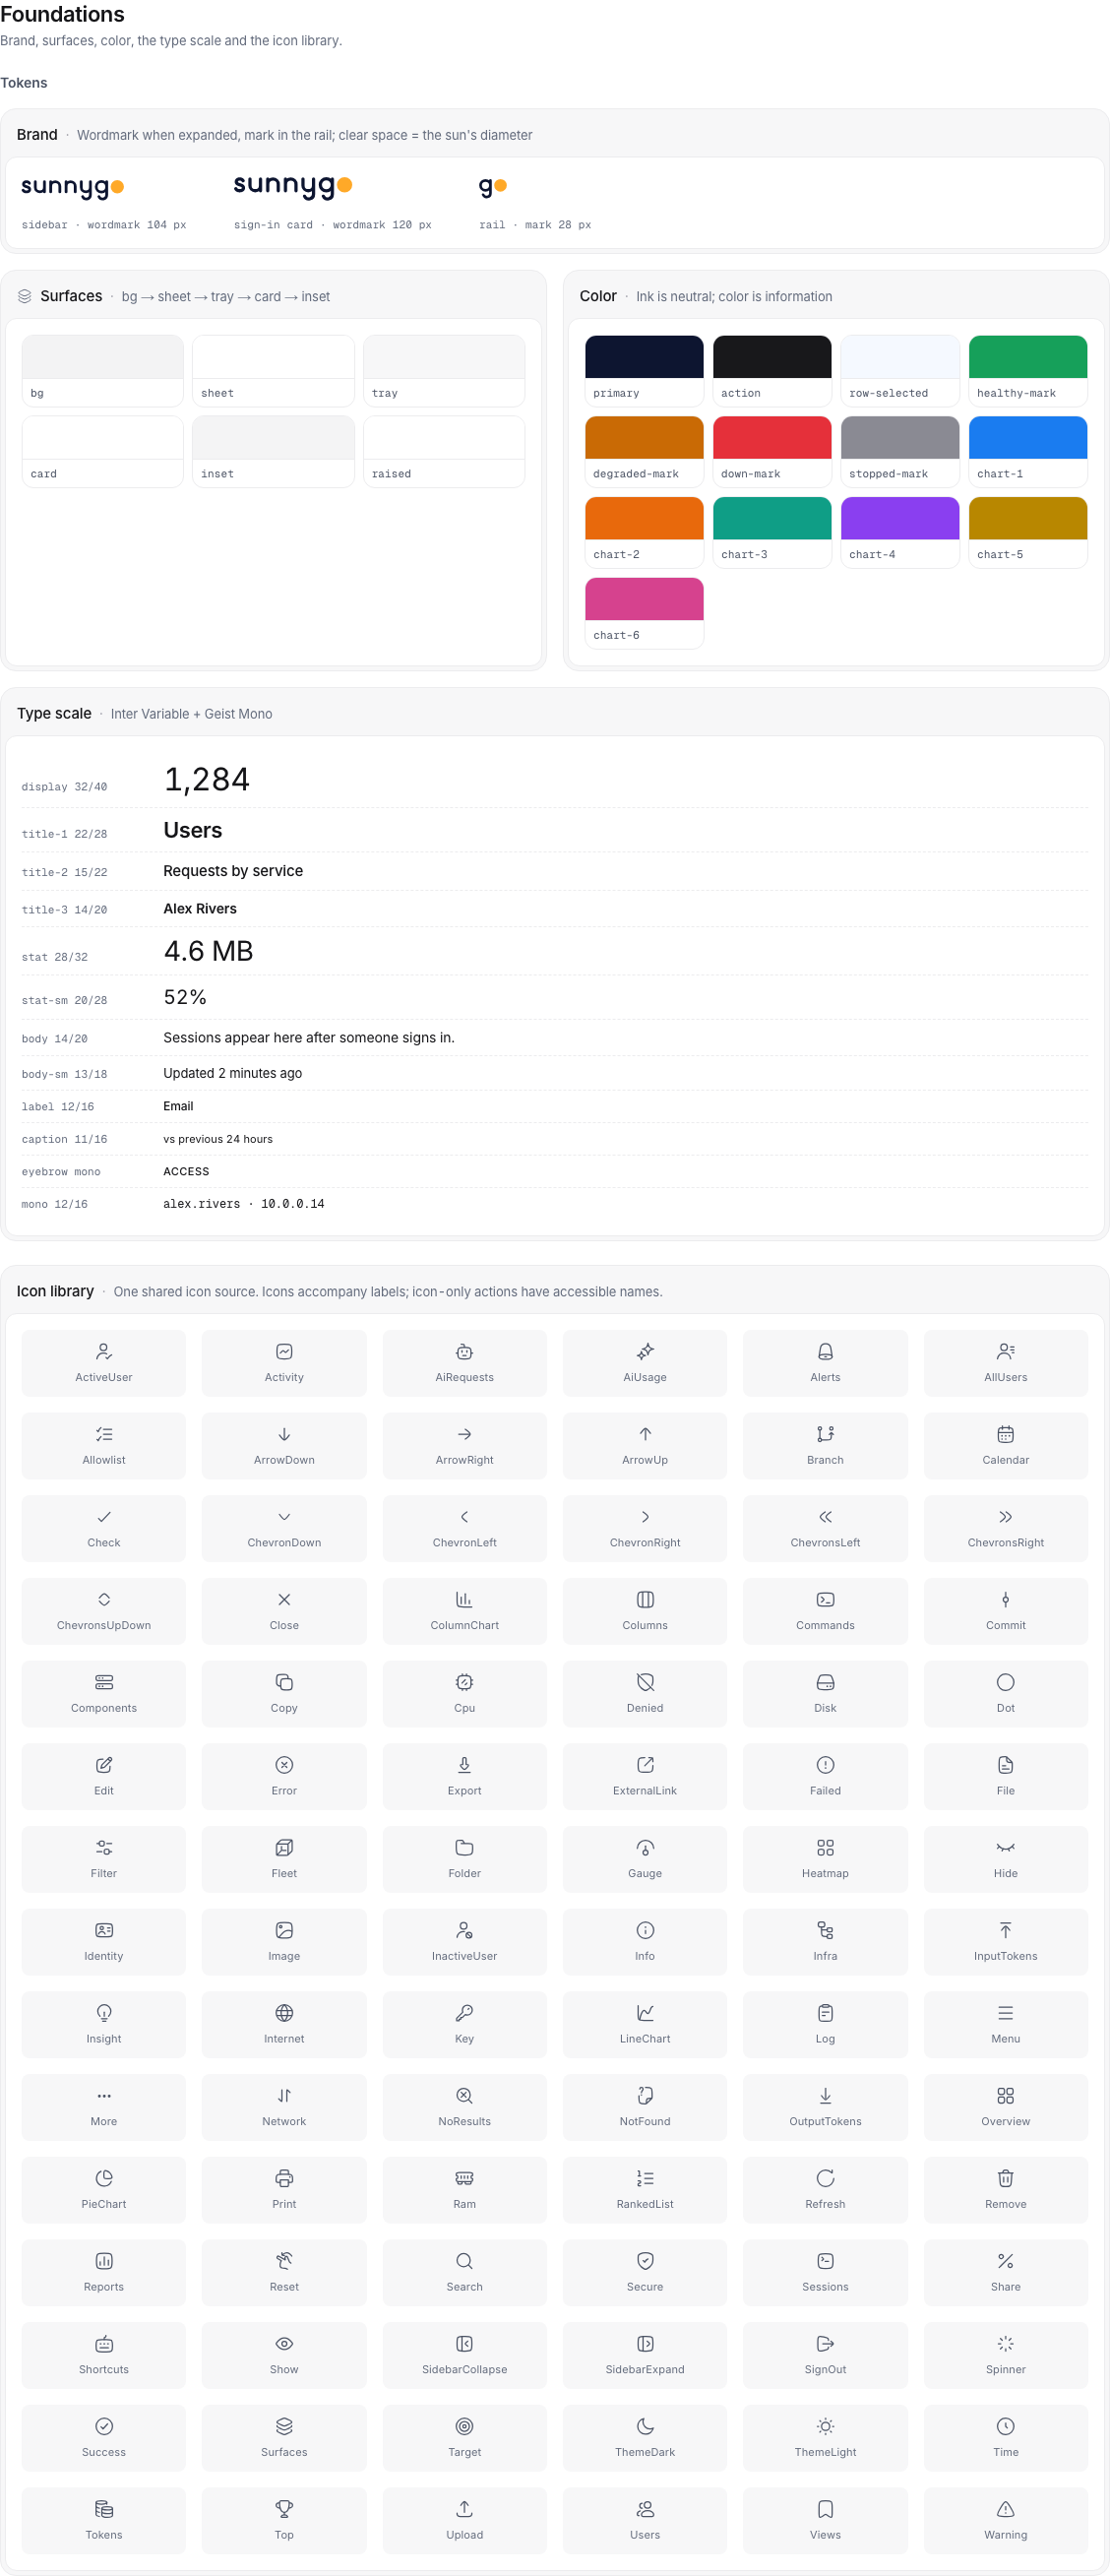 Foundations
Brand, surfaces, color, the type scale and the icon library.
Tokens
Brand · Wordmark when expanded, mark in the rail; clear space = the sun's diameter
sunnygo
sunnygo
go
sidebar · wordmark 104 px
sign-in card · wordmark 120 px
rail · mark 28 px
Surfaces · bg → sheet → tray → card → inset
bg
sheet
tray
card
inset
raised
Color · Ink is neutral; color is information
primary
action
row-selected
healthy-mark
degraded-mark
down-mark
stopped-mark
chart-1
chart-2
chart-3
chart-4
chart-5
chart-6
Type scale · Inter Variable + Geist Mono
display 32/40
1,284
title-1 22/28
Users
title-2 15/22
Requests by service
title-3 14/20
Alex Rivers
stat 28/32
4.6 MB
stat-sm 20/28
52%
body 14/20
Sessions appear here after someone signs in.
body-sm 13/18
Updated 2 minutes ago
label 12/16
Email
caption 11/16
vs previous 24 hours
eyebrow mono
ACCESS
mono 12/16
alex.rivers · 10.0.0.14
Icon library · One shared icon source. Icons accompany labels; icon-only actions have accessible names.
ActiveUser
Activity
AiRequests
AiUsage
Alerts
AllUsers
Allowlist
ArrowDown
ArrowRight
ArrowUp
Branch
Calendar
Check
ChevronDown
ChevronLeft
ChevronRight
ChevronsLeft
ChevronsRight
ChevronsUpDown
Close
ColumnChart
Columns
Commands
Commit
Components
Copy
Cpu
Denied
Disk
Dot
Edit
Error
Export
ExternalLink
Failed
File
Filter
Fleet
Folder
Gauge
Heatmap
Hide
Identity
Image
InactiveUser
Info
Infra
InputTokens
Insight
Internet
Key
LineChart
Log
Menu
More
Network
NoResults
NotFound
OutputTokens
Overview
PieChart
Print
Ram
RankedList
Refresh
Remove
Reports
Reset
Search
Secure
Sessions
Share
Shortcuts
Show
SidebarCollapse
SidebarExpand
SignOut
Spinner
Success
Surfaces
Target
ThemeDark
ThemeLight
Time
Tokens
Top
Upload
Users
Views
Warning